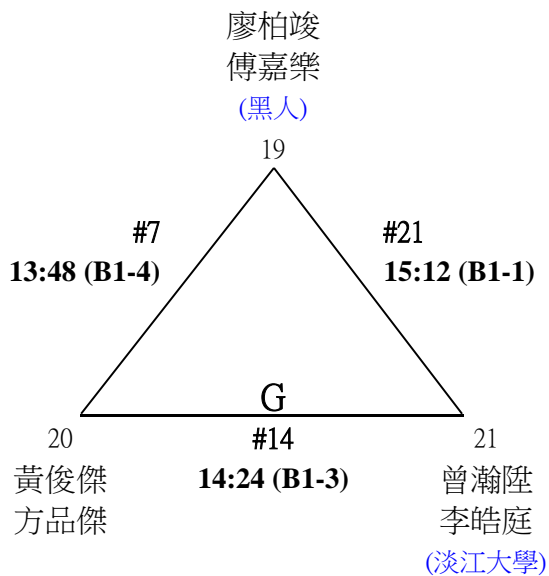 廖柏竣
傅嘉樂
(黑人)
19
#7
13:48 (B1-4)
#21
15:12 (B1-1)
G
20
#14
21
黃俊傑
14:24 (B1-3)
曾瀚陞
方品傑
李皓庭
(淡江大學)